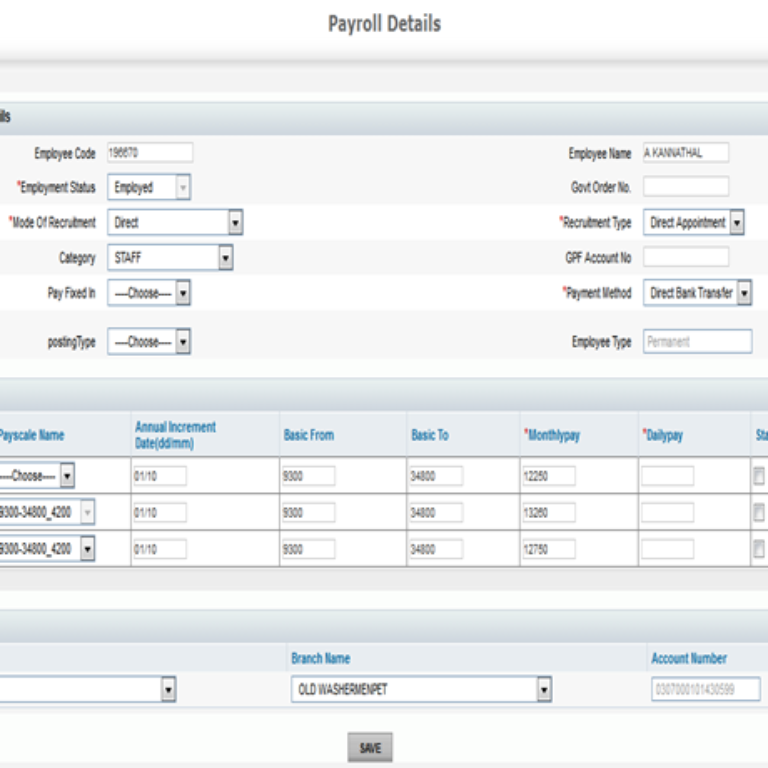 Payroll Details
ils
Employee Code 196670 Employee Name A KANNATHAL
*Employment Status Employed Govt Order No.
*Mode Of Recruitment Direct *Recruitment Type Direct Appointment
Category STAFF GPF Account No
Pay Fixed In ----Choose---- *Payment Method Direct Bank Transfer
postingType ----Choose---- Employee Type Permanent
Payscale Name Annual Increment Date(dd/mm) Basic From Basic To *Monthlypay *Dailypay Sta
----Choose---- 01/10 9300 34800 12250
9300-34800_4200 01/10 9300 34800 13260
9300-34800_4200 01/10 9300 34800 12750
Branch Name Account Number
OLD WASHERMENPET 0307000101430599
SAVE